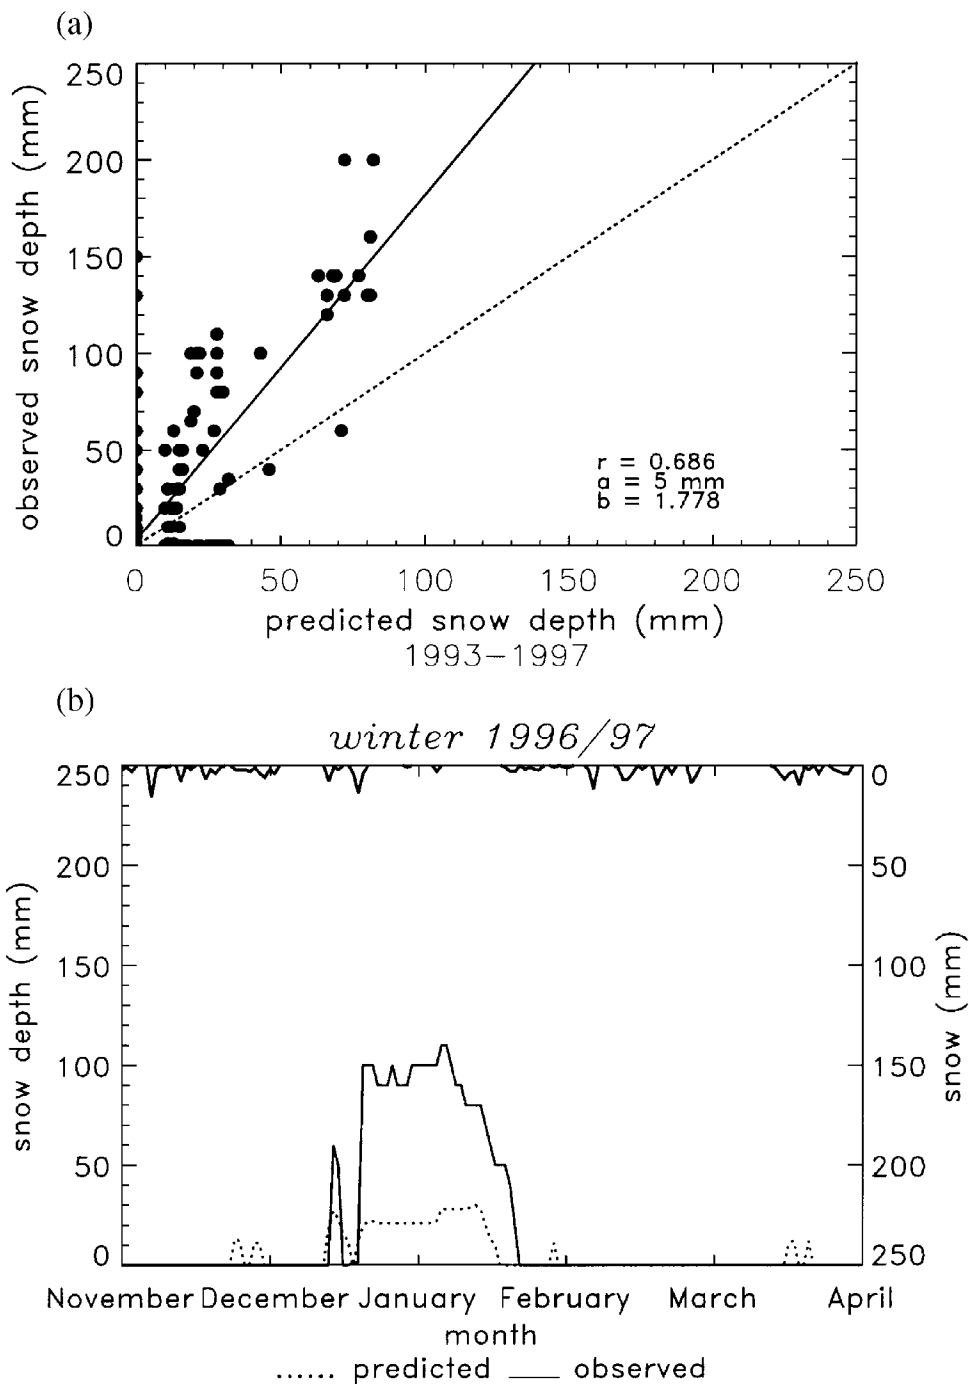 (a)
250
200
150
100
50
0
observed snow depth (mm)
r = 0.686
a = 5 mm
b = 1.778
0 50 100 150 200 250
predicted snow depth (mm)
1993-1997
(b)
winter 1996/97
250 0
200 50
150 100
100 150
50 200
0 250
snow depth (mm)
snow (mm)
November December January February March April
month
...... predicted ___ observed